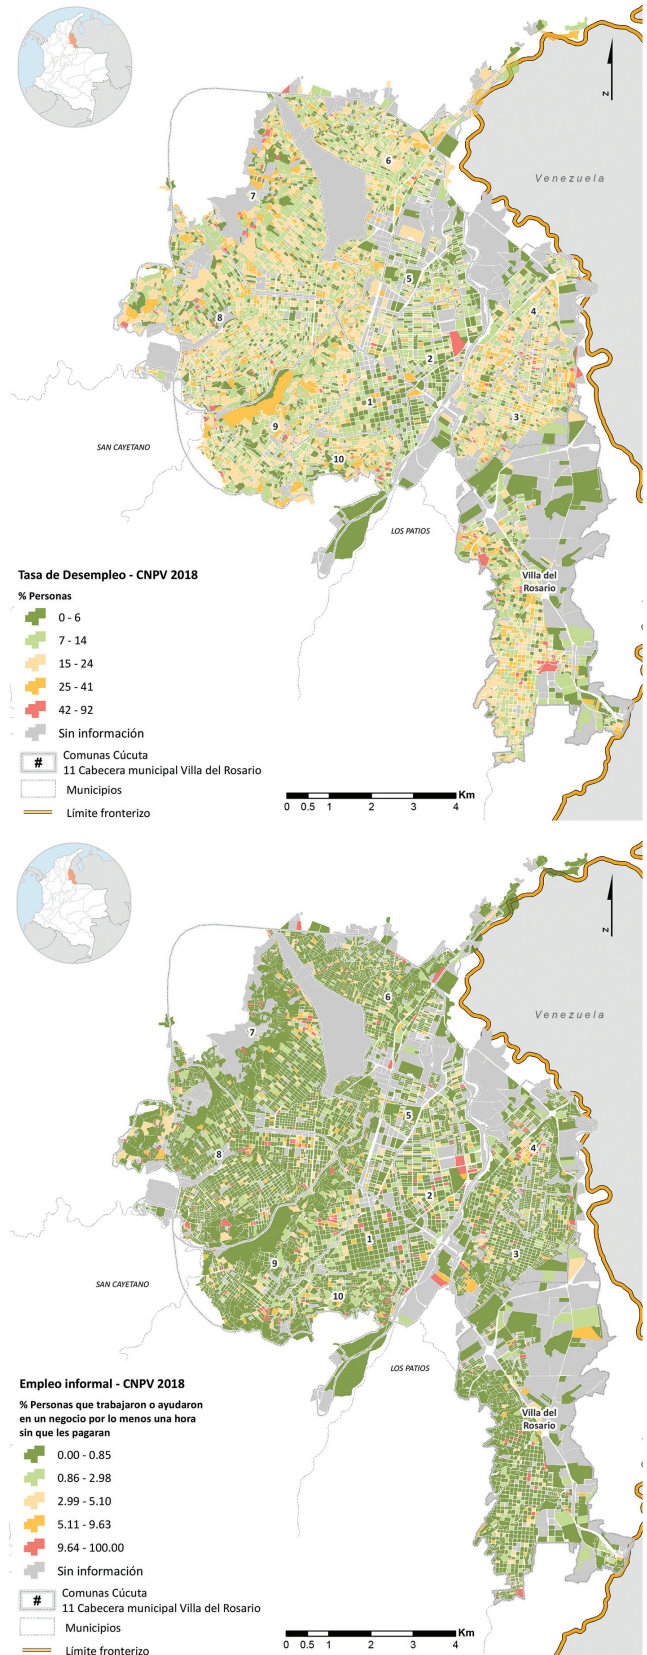 N
Venezuela
6
7
5
4
8
2
1
3
9
10
SAN CAYETANO
LOS PATIOS
Villa del
Rosario
Tasa de Desempleo - CNPV 2018
% Personas
0 - 6
7 - 14
15 - 24
25 - 41
42 - 92
Sin información
# Comunas Cúcuta
11 Cabecera municipal Villa del Rosario
Municipios
Límite fronterizo
Km
0 0.5 1 2 3 4
N
Venezuela
6
7
5
4
8
2
1
3
9
10
SAN CAYETANO
LOS PATIOS
Villa del
Rosario
Empleo informal - CNPV 2018
% Personas que trabajaron o ayudaron
en un negocio por lo menos una hora
sin que les pagaran
0.00 - 0.85
0.86 - 2.98
2.99 - 5.10
5.11 - 9.63
9.64 - 100.00
Sin información
# Comunas Cúcuta
11 Cabecera municipal Villa del Rosario
Municipios
Límite fronterizo
Km
0 0.5 1 2 3 4